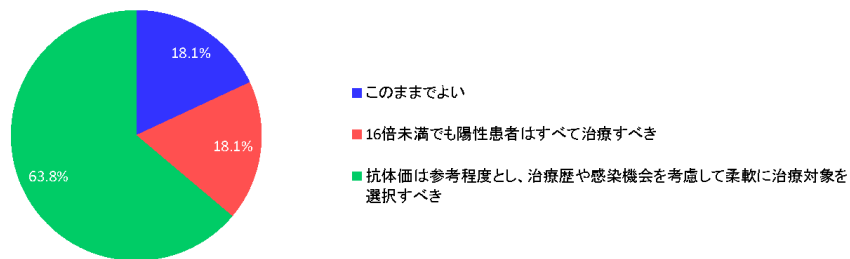 18.1%
このままでよい
16倍未満でも陽性患者はすべて治療すべき
18.1%
63.8%
抗体価は参考程度とし、治療歴や感染機会を考慮して柔軟に治療対象を
選択すべき